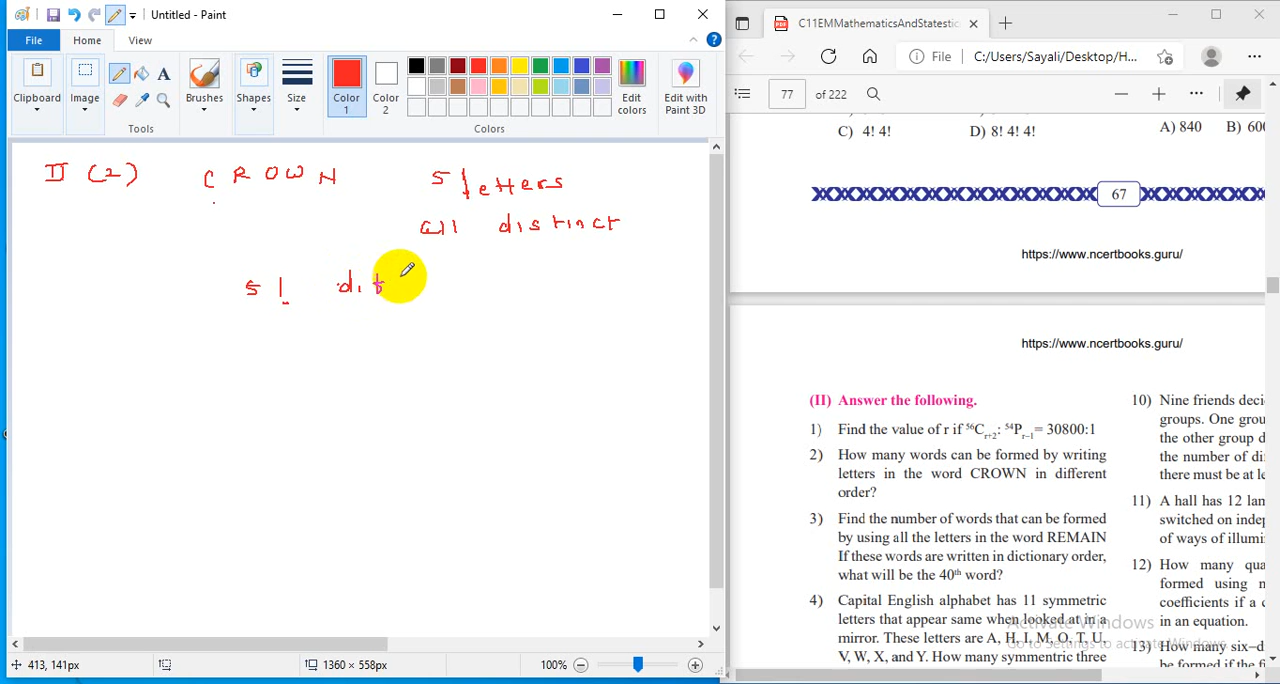 Untitled - Paint
File
Home
View
Clipboard
Image
Tools
Brushes
Shapes
Size
Color 1
Color 2
Edit colors
Edit with Paint 3D
Colors
II (2) CROWN 5 letters
all distinct
5! dif
413, 141px
1360 × 558px
100%
C11EMMathematicsAndStatestic
File C:/Users/Sayali/Desktop/H...
77 of 222
C) 4! 4! D) 8! 4! 4! A) 840 B) 600
67
https://www.ncertbooks.guru/
https://www.ncertbooks.guru/
(II) Answer the following.
1) Find the value of r if ⁵⁶Cᵣ₊₂: ⁵⁴Pᵣ₋₁= 30800:1
2) How many words can be formed by writing
letters in the word CROWN in different
order?
3) Find the number of words that can be formed
by using all the letters in the word REMAIN
If these words are written in dictionary order,
what will be the 40ᵗʰ word?
4) Capital English alphabet has 11 symmetric
letters that appear same when looked at in a
mirror. These letters are A, H, I, M, O, T, U,
V, W, X, and Y. How many symmentric three
10) Nine friends deci
groups. One grou
the other group d
the number of di
there must be at le
11) A hall has 12 lam
switched on indep
of ways of illumi
12) How many qua
formed using n
coefficients if a c
in an equation.
13) How many six–d
be formed if the fi
Activate Windows
Go to Settings to activate Windows.